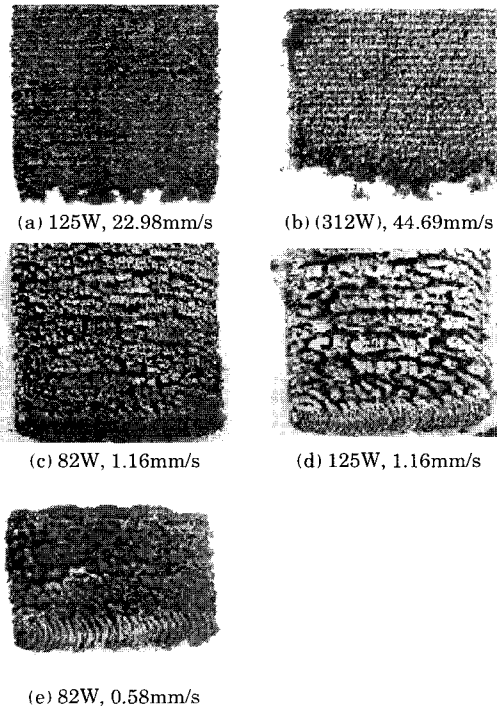 (a) 125W, 22.98mm/s
(b) (312W), 44.69mm/s
(c) 82W, 1.16mm/s
(d) 125W, 1.16mm/s
(e) 82W, 0.58mm/s